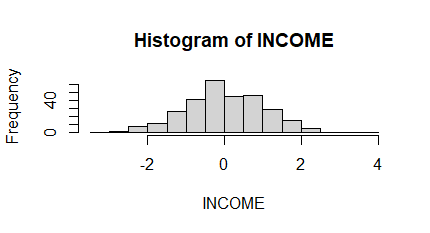 Histogram of INCOME
Frequency
40
0
-2 0 2 4
INCOME